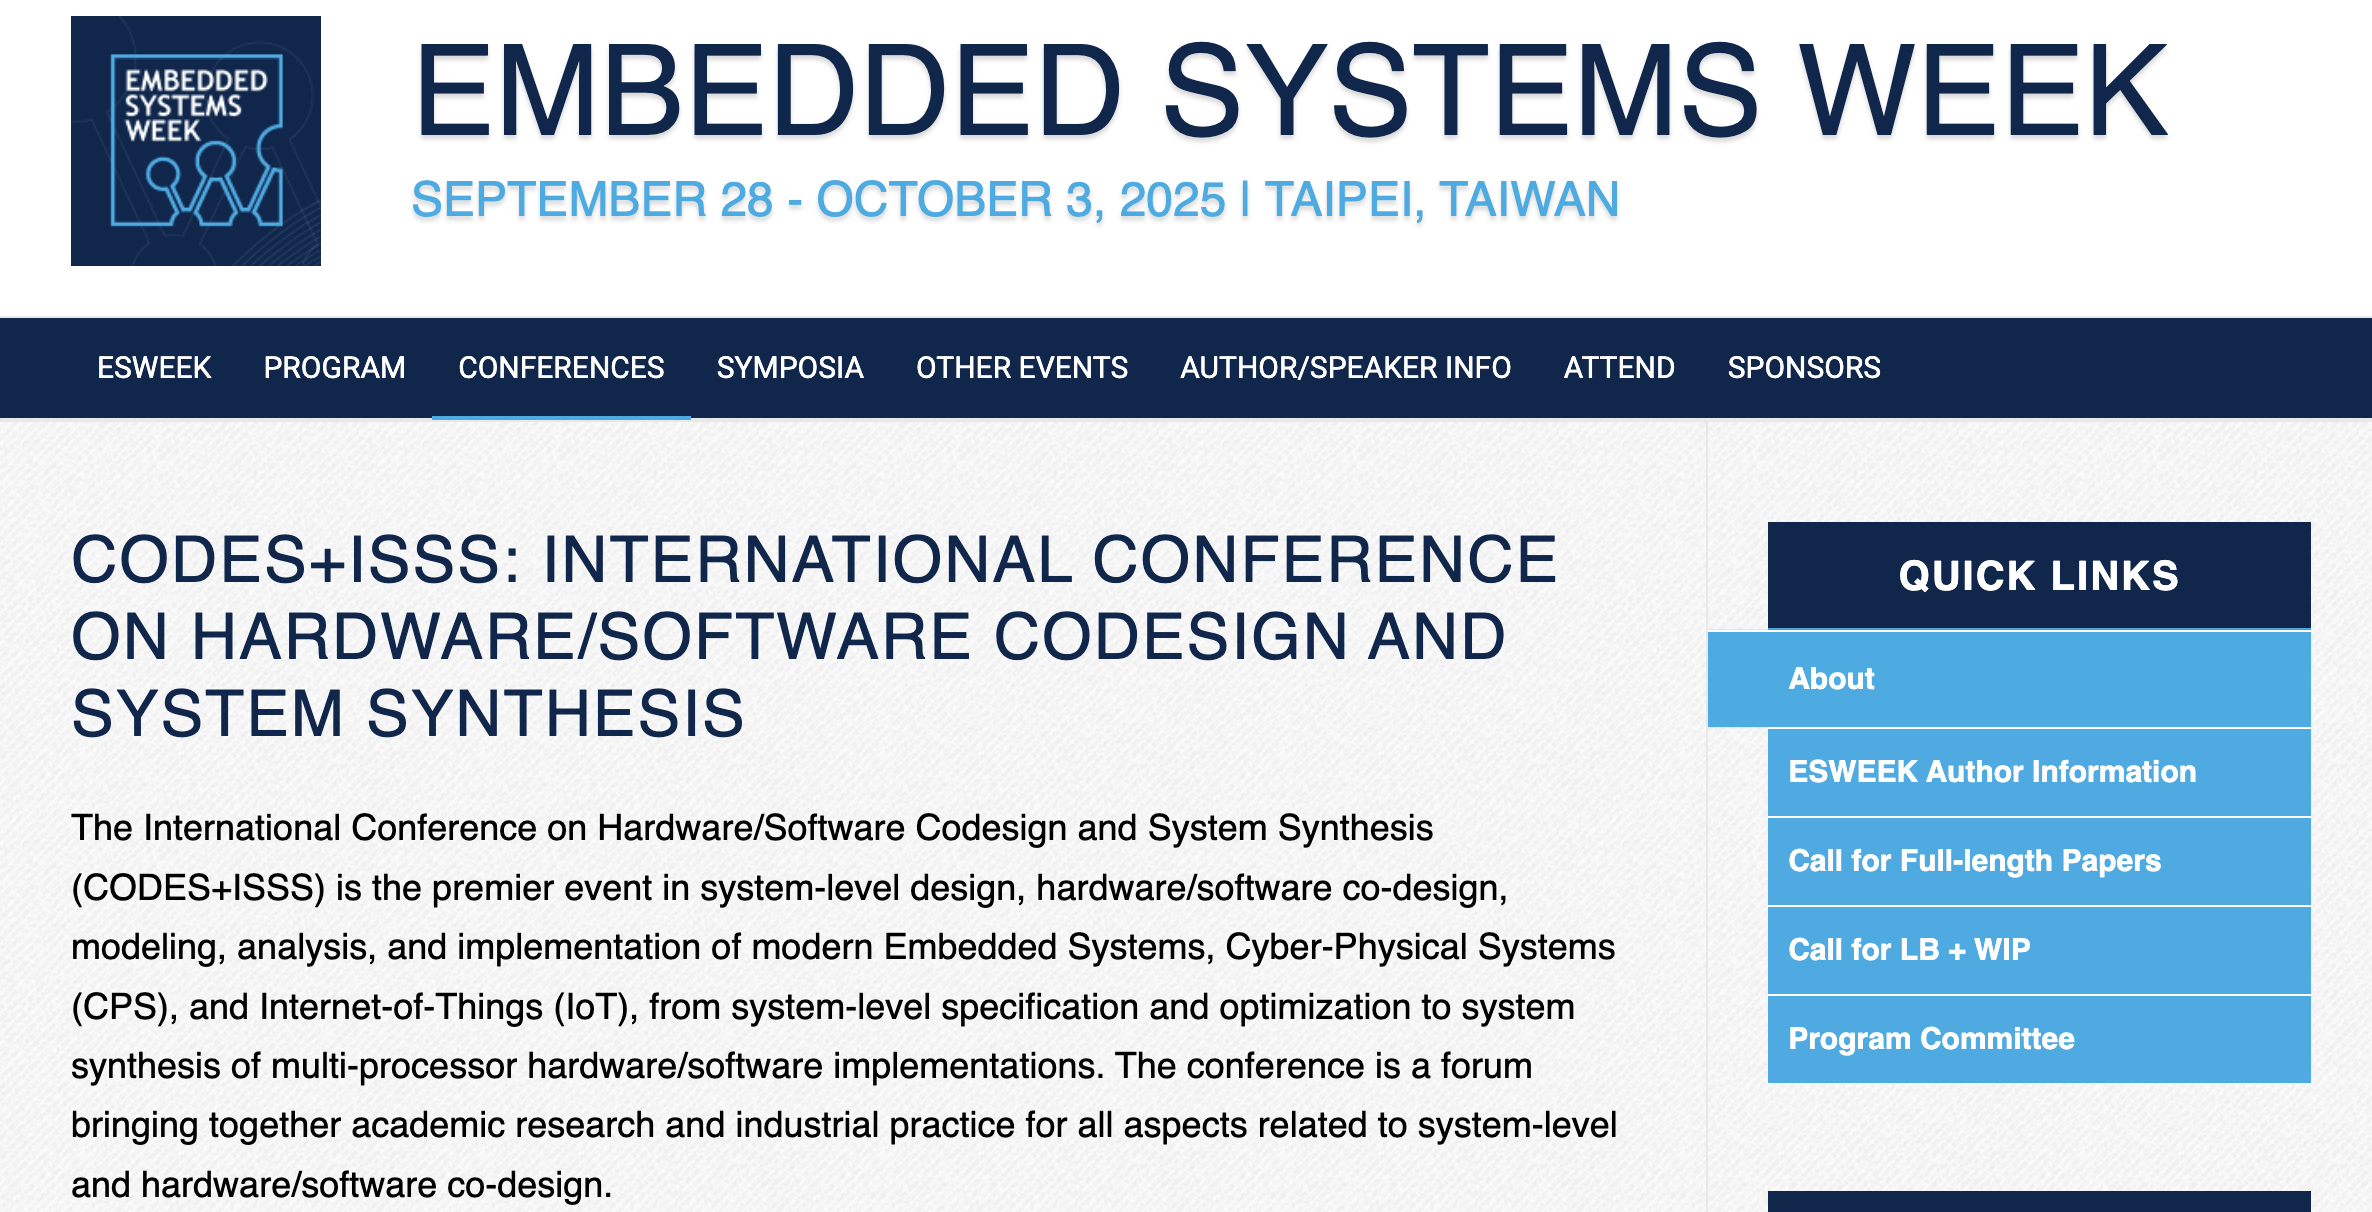 EMBEDDED
SYSTEMS
WEEK
EMBEDDED SYSTEMS WEEK
SEPTEMBER 28 - OCTOBER 3, 2025 | TAIPEI, TAIWAN
ESWEEK PROGRAM CONFERENCES SYMPOSIA OTHER EVENTS AUTHOR/SPEAKER INFO ATTEND SPONSORS
CODES+ISSS: INTERNATIONAL CONFERENCE
ON HARDWARE/SOFTWARE CODESIGN AND
SYSTEM SYNTHESIS
The International Conference on Hardware/Software Codesign and System Synthesis
(CODES+ISSS) is the premier event in system-level design, hardware/software co-design,
modeling, analysis, and implementation of modern Embedded Systems, Cyber-Physical Systems
(CPS), and Internet-of-Things (IoT), from system-level specification and optimization to system
synthesis of multi-processor hardware/software implementations. The conference is a forum
bringing together academic research and industrial practice for all aspects related to system-level
and hardware/software co-design.
QUICK LINKS
About
ESWEEK Author Information
Call for Full-length Papers
Call for LB + WIP
Program Committee